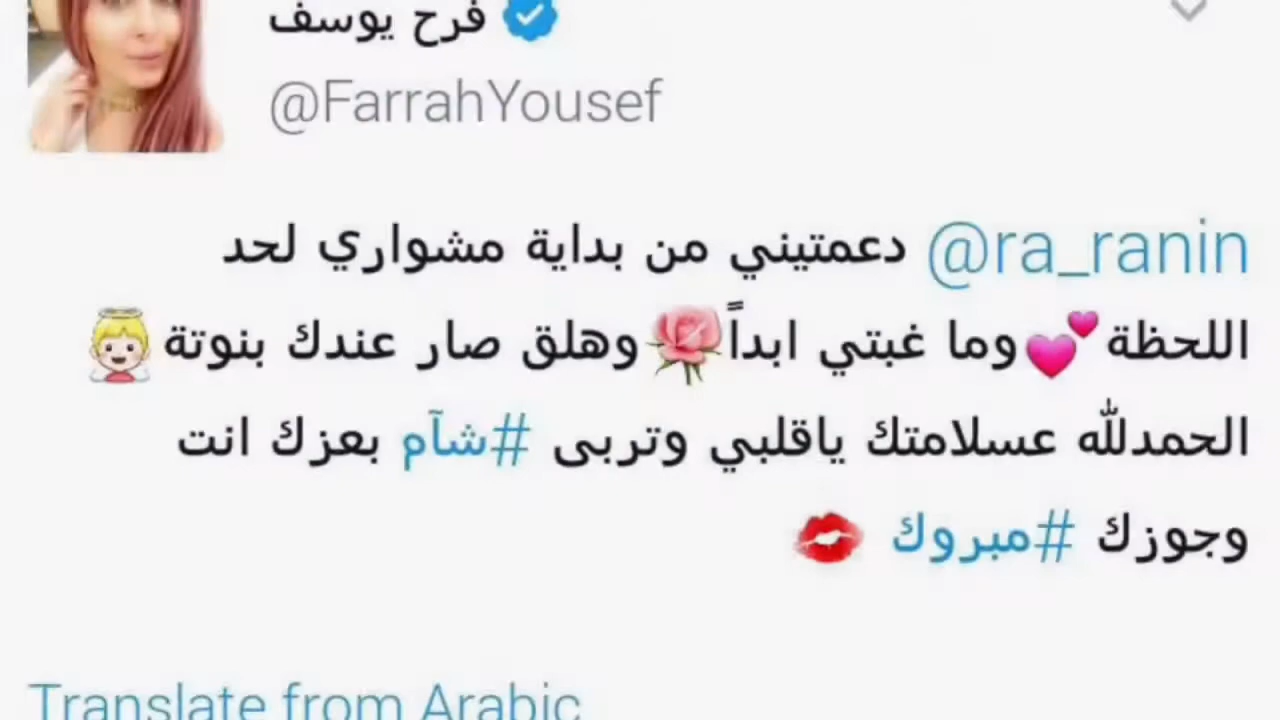 فرح يوسف
@FarrahYousef
@ra_ranin دعمتيني من بداية مشواري لحد
اللحظة💕وما غبتي ابداً🌹وهلق صار عندك بنوتة👼
الحمدلله عسلامتك ياقلبي وتربى #شآم بعزك انت
وجوزك #مبروك 💋
Translate from Arabic